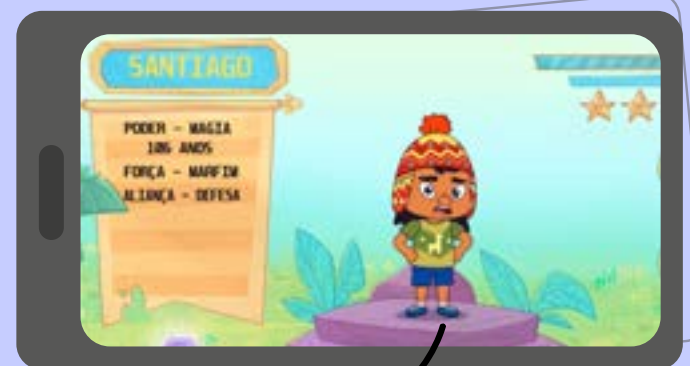 SANTIAGO
PODER - MAGIA
106 ANOS
FORÇA - MARFIM
ALIANÇA - DEFESA